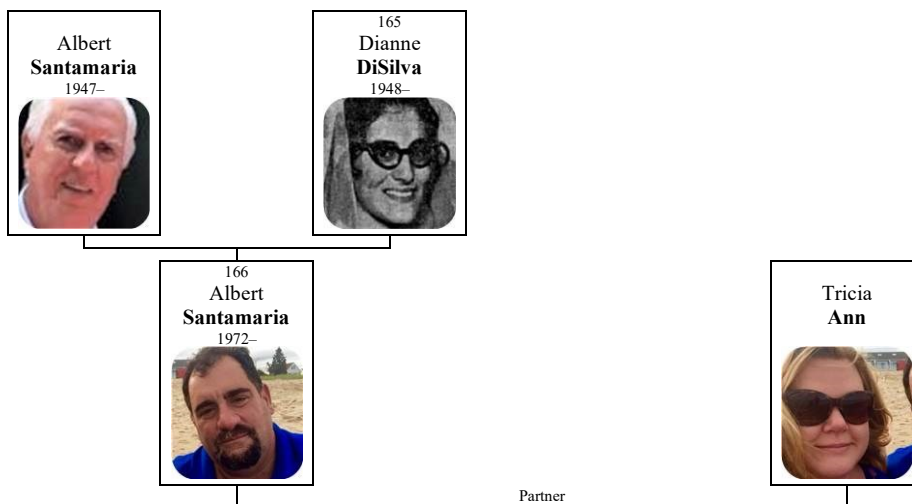 Albert
Santamaria
1947–
165
Dianne
DiSilva
1948–
166
Albert
Santamaria
1972–
Tricia
Ann
Partner